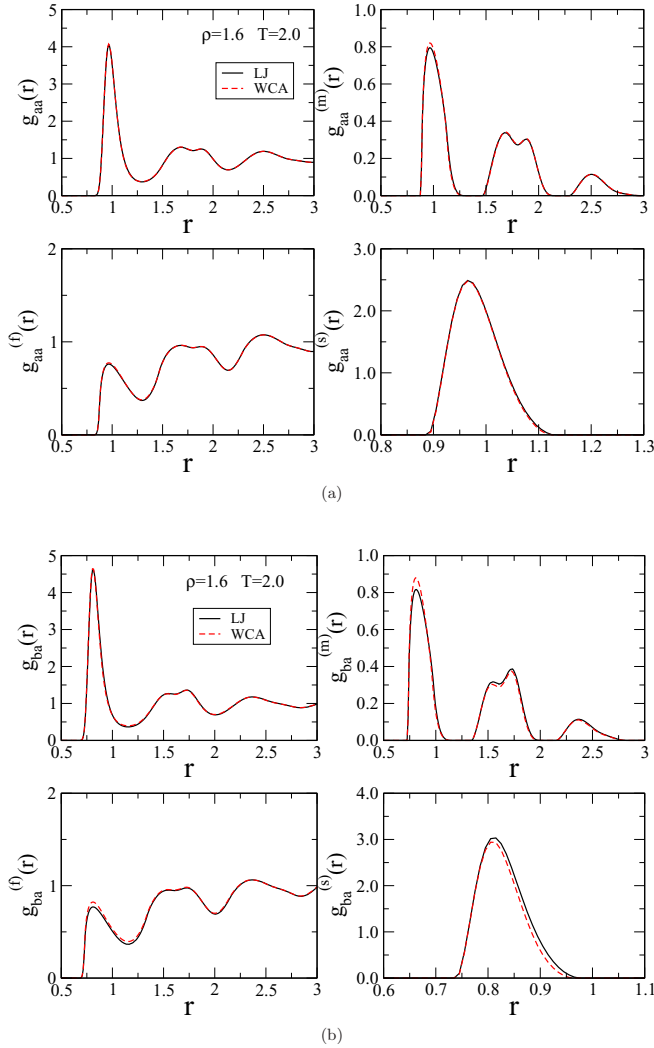 5
4
3
2
1
0
g_aa(r)
ρ=1.6 T=2.0
LJ
WCA
0.5 1 1.5 2 2.5 3
r
1.0
0.8
0.6
0.4
0.2
0.0
g_aa^(m)(r)
0.5 1 1.5 2 2.5 3
r
2
1
0
g_aa^(f)(r)
0.5 1 1.5 2 2.5 3
r
3.0
2.5
2.0
1.5
1.0
0.5
0.0
g_aa^(s)(r)
0.8 0.9 1 1.1 1.2 1.3
r
(a)
5
4
3
2
1
0
g_ba(r)
ρ=1.6 T=2.0
LJ
WCA
0.5 1 1.5 2 2.5 3
r
1.0
0.8
0.6
0.4
0.2
0.0
g_ba^(m)(r)
0.5 1 1.5 2 2.5 3
r
2
1
0
g_ba^(f)(r)
0.5 1 1.5 2 2.5 3
r
4.0
3.0
2.0
1.0
0.0
g_ba^(s)(r)
0.6 0.7 0.8 0.9 1 1.1
r
(b)